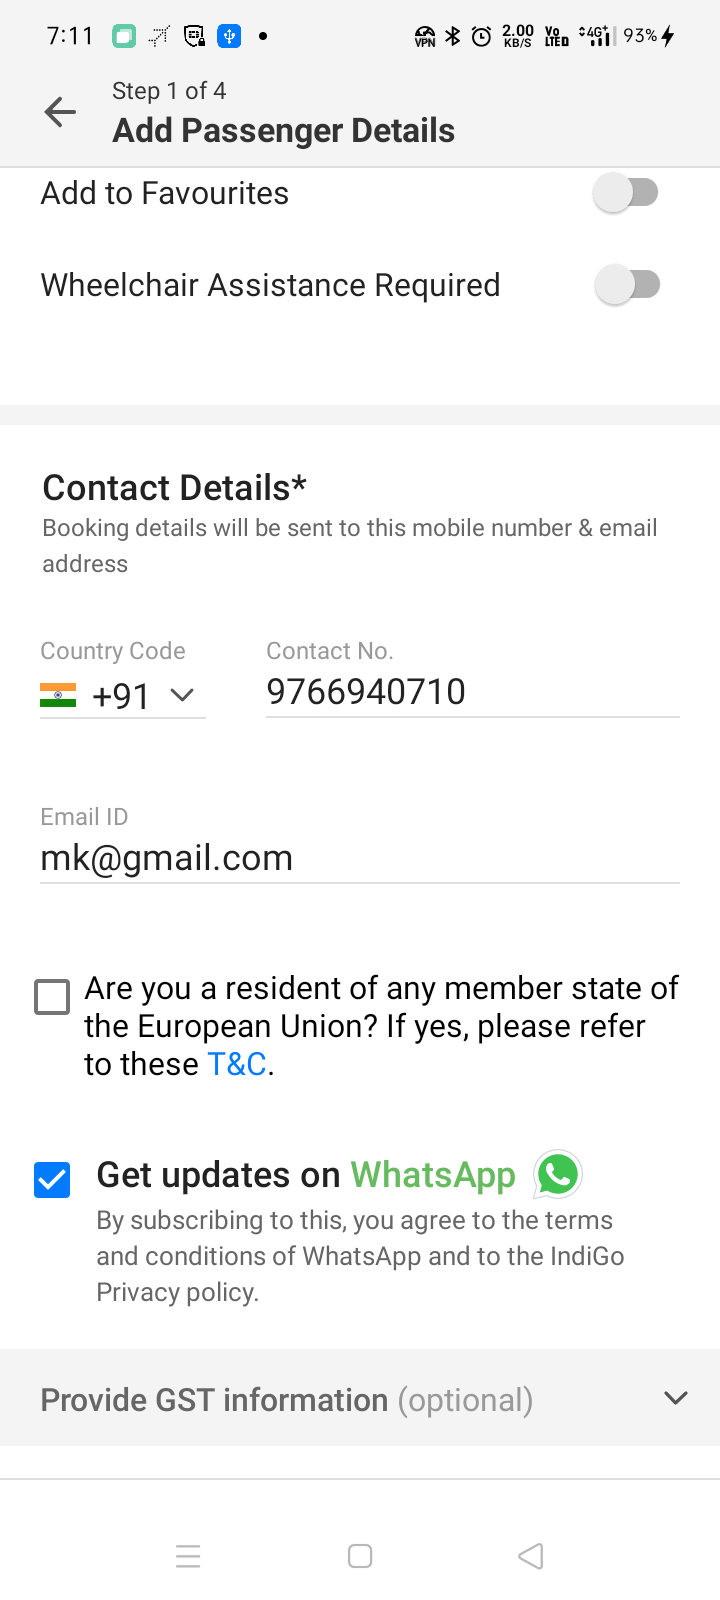 7:11
VPN 2.00 KB/S Vo LTED 4G+ 93%
Step 1 of 4
Add Passenger Details
Add to Favourites
Wheelchair Assistance Required
Contact Details*
Booking details will be sent to this mobile number & email
address
Country Code
Contact No.
+91
9766940710
Email ID
mk@gmail.com
Are you a resident of any member state of
the European Union? If yes, please refer
to these T&C.
Get updates on WhatsApp
By subscribing to this, you agree to the terms
and conditions of WhatsApp and to the IndiGo
Privacy policy.
Provide GST information (optional)